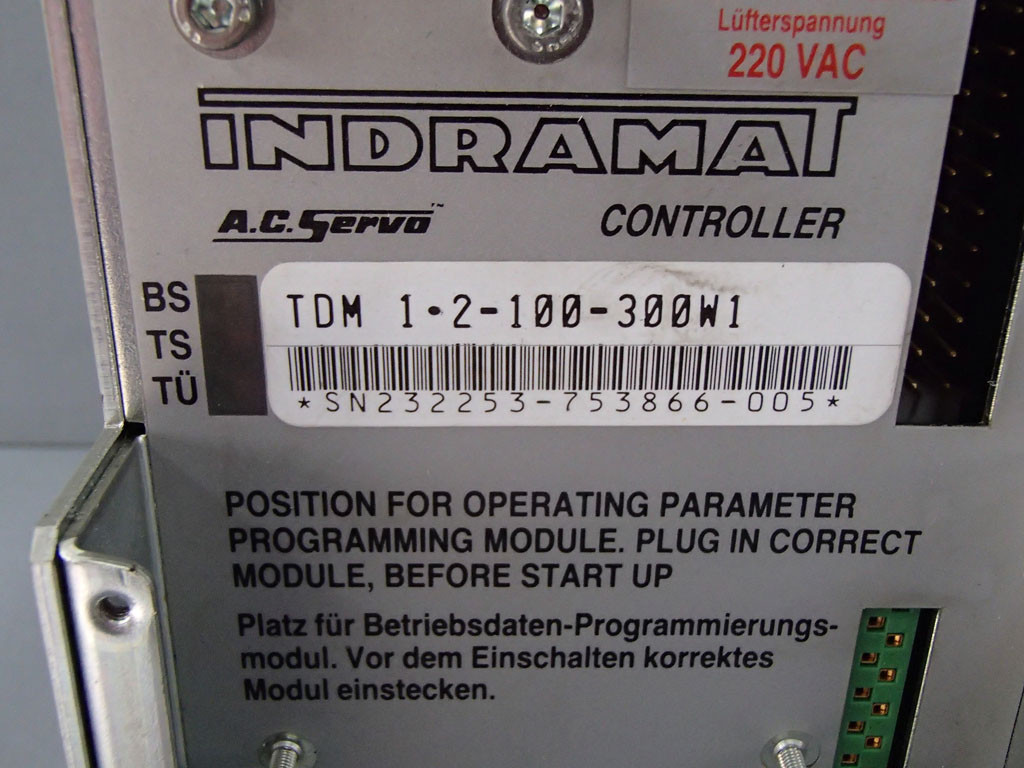 Lüfterspannung
220 VAC
INDRAMAT
A.C. Servo™
CONTROLLER
BS
TS
TÜ
TDM 1•2-100-300W1
*SN232253-753866-005*
POSITION FOR OPERATING PARAMETER
PROGRAMMING MODULE. PLUG IN CORRECT
MODULE, BEFORE START UP
Platz für Betriebsdaten-Programmierungs-
modul. Vor dem Einschalten korrektes
Modul einstecken.